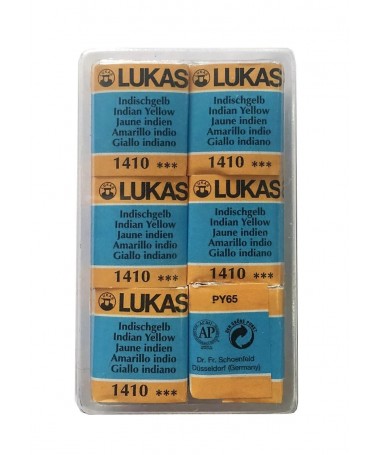 LUKAS
Indischgelb
Indian Yellow
Jaune indien
Amarillo indio
Giallo indiano
1410 ***
LUKAS
Indischgelb
Indian Yellow
Jaune indien
Amarillo indio
Giallo indiano
1410 ***
LUKAS
Indischgelb
Indian Yellow
Jaune indien
Amarillo indio
Giallo indiano
1410 ***
LUKAS
Indischgelb
Indian Yellow
Jaune indien
Amarillo indio
Giallo indiano
1410 ***
LUKAS
Indischgelb
Indian Yellow
Jaune indien
Amarillo indio
Giallo indiano
1410 ***
PY65
AP
Dr. Fr. Schoenfeld
Düsseldorf (Germany)